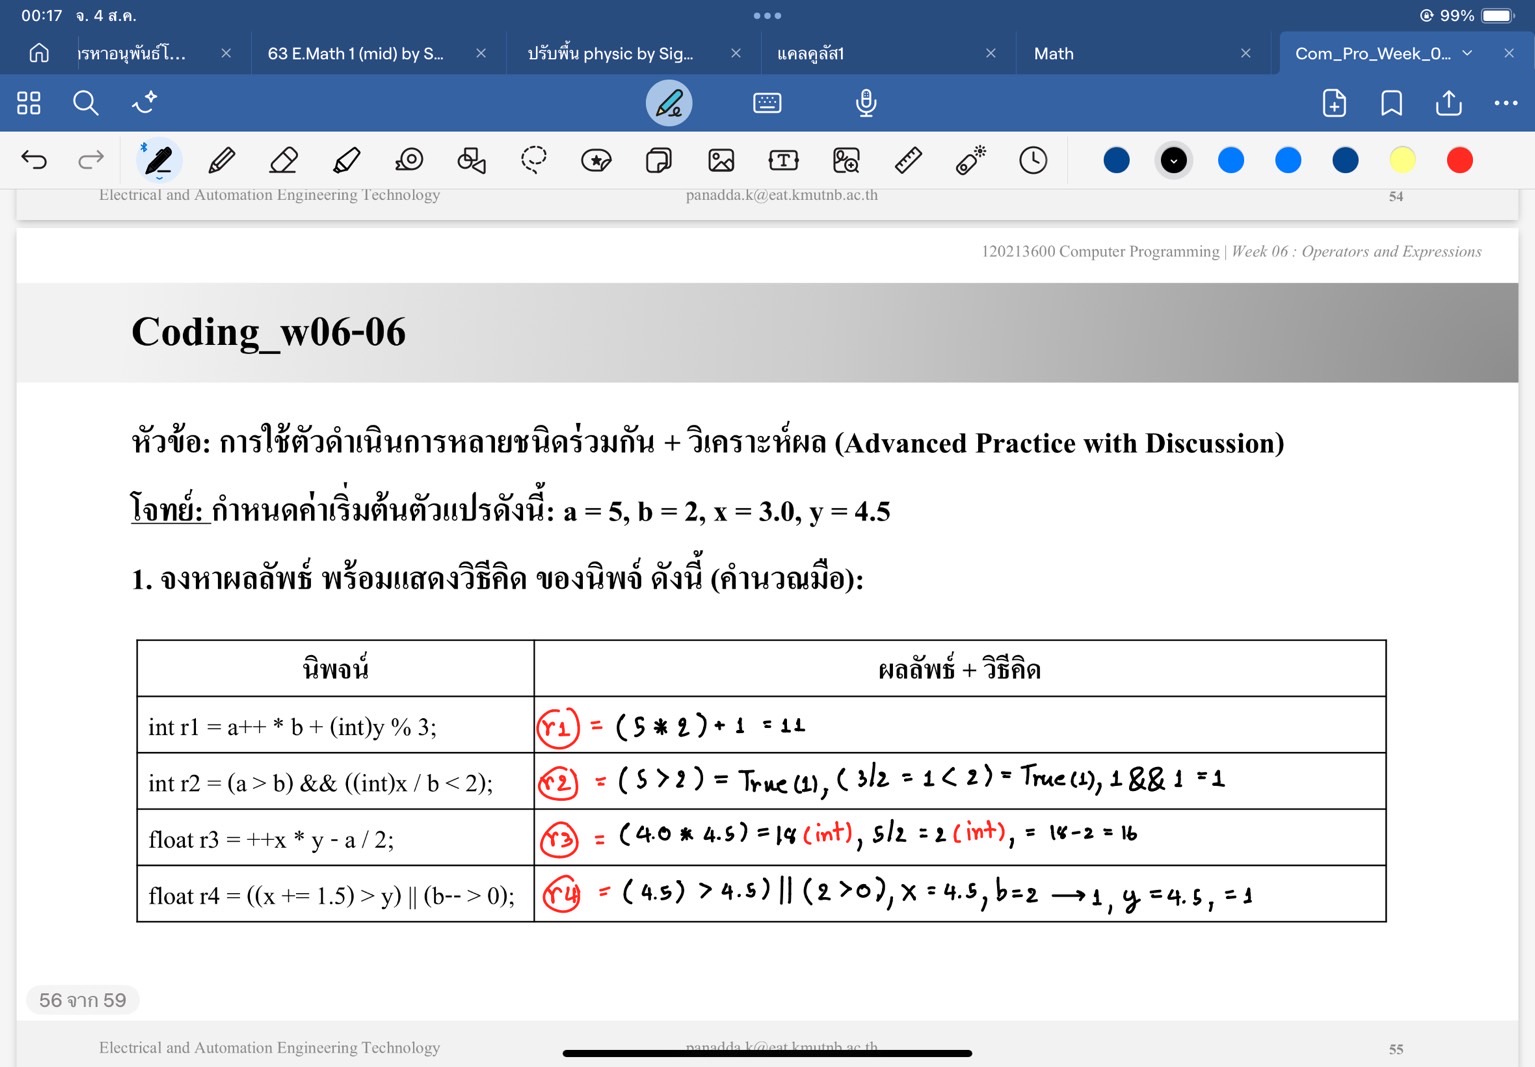 00:17 จ. 4 ส.ค.
99%
ารหาอนุพันธ์โ... 63 E.Math 1 (mid) by S... ปรับพื้น physic by Sig... แคลคูลัส1 Math Com_Pro_Week_0...
Electrical and Automation Engineering Technology panadda.k@eat.kmutnb.ac.th 54
120213600 Computer Programming | Week 06 : Operators and Expressions
Coding_w06-06
หัวข้อ: การใช้ตัวดำเนินการหลายชนิดร่วมกัน + วิเคราะห์ผล (Advanced Practice with Discussion)
โจทย์: กำหนดค่าเริ่มต้นตัวแปรดังนี้: a = 5, b = 2, x = 3.0, y = 4.5
1. จงหาผลลัพธ์ พร้อมแสดงวิธีคิด ของนิพจ์ ดังนี้ (คำนวณมือ):
นิพจน์ ผลลัพธ์ + วิธีคิด
int r1 = a++ * b + (int)y % 3; r1 = (5 * 2) + 1 = 11
int r2 = (a > b) && ((int)x / b < 2); r2 = (5 > 2) = True (1), (3/2 = 1 < 2) = True (1), 1 && 1 = 1
float r3 = ++x * y - a / 2; r3 = (4.0 * 4.5) = 18 (int), 5/2 = 2 (int), = 18 - 2 = 16
float r4 = ((x += 1.5) > y) || (b-- > 0); r4 = (4.5) > 4.5) || (2 > 0), x = 4.5, b = 2 → 1, y = 4.5, = 1
56 จาก 59
Electrical and Automation Engineering Technology panadda.k@eat.kmutnb.ac.th 55